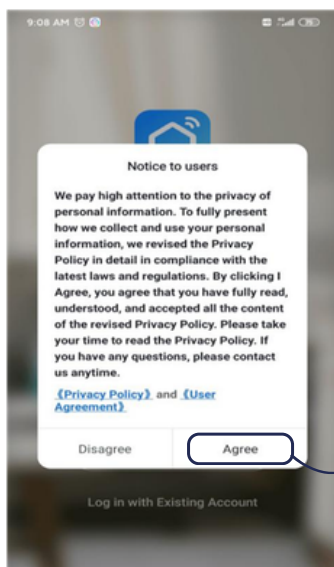 9:08 AM
Notice to users
We pay high attention to the privacy of
personal information. To fully present
how we collect and use your personal
information, we revised the Privacy
Policy in detail in compliance with the
latest laws and regulations. By clicking I
Agree, you agree that you have fully read,
understood, and accepted all the content
of the revised Privacy Policy. Please take
your time to read the Privacy Policy. If
you have any questions, please contact
us anytime.
《Privacy Policy》 and 《User
Agreement》
Disagree Agree
Log in with Existing Account